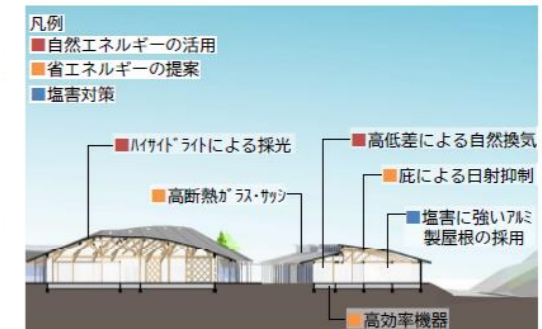 凡例
■自然エネルギーの活用
■省エネルギーの提案
■塩害対策
■ﾊｲｻｲﾄﾞﾗｲﾄによる採光
■高低差による自然換気
■高断熱ｶﾞﾗｽ・ｻｯｼ
■庇による日射抑制
■塩害に強いｱﾙﾐ
製屋根の採用
■高効率機器